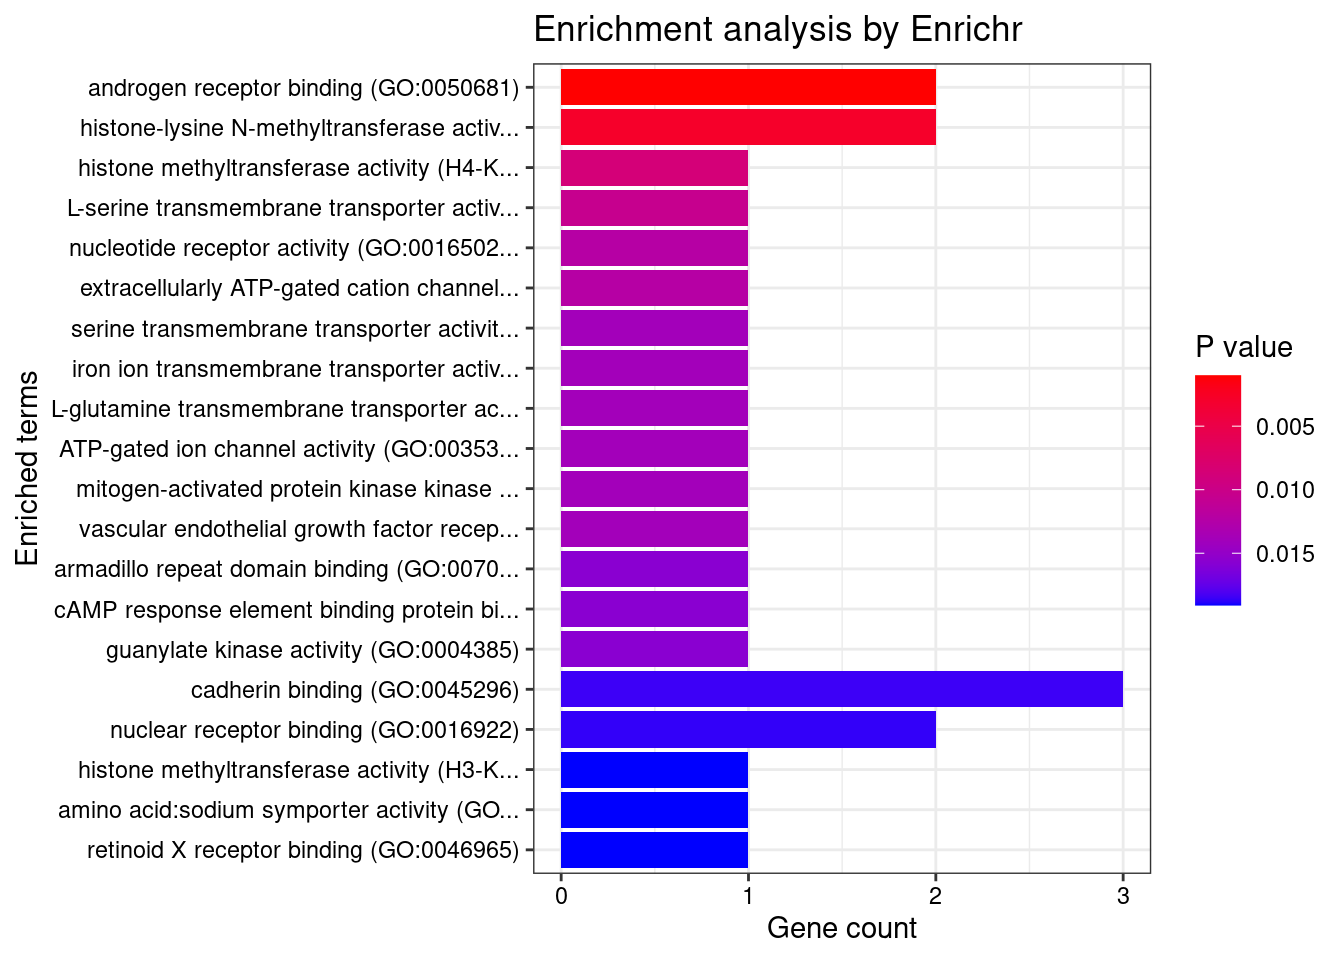 Enrichment analysis by Enrichr
androgen receptor binding (GO:0050681)
histone-lysine N-methyltransferase activ...
histone methyltransferase activity (H4-K...
L-serine transmembrane transporter activ...
nucleotide receptor activity (GO:0016502...
extracellularly ATP-gated cation channel...
serine transmembrane transporter activit...
iron ion transmembrane transporter activ...
L-glutamine transmembrane transporter ac...
ATP-gated ion channel activity (GO:00353...
mitogen-activated protein kinase kinase ...
vascular endothelial growth factor recep...
armadillo repeat domain binding (GO:0070...
cAMP response element binding protein bi...
guanylate kinase activity (GO:0004385)
cadherin binding (GO:0045296)
nuclear receptor binding (GO:0016922)
histone methyltransferase activity (H3-K...
amino acid:sodium symporter activity (GO...
retinoid X receptor binding (GO:0046965)
Enriched terms
0 1 2 3
Gene count
P value
0.005
0.010
0.015